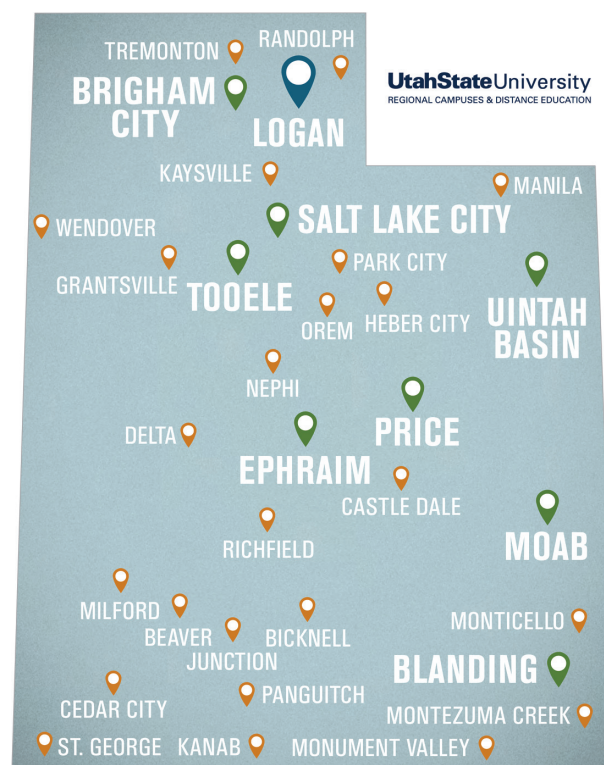 RANDOLPH
TREMONTON
UtahStateUniversity
REGIONAL CAMPUSES & DISTANCE EDUCATION
BRIGHAM
CITY
LOGAN
KAYSVILLE
MANILA
SALT LAKE CITY
WENDOVER
PARK CITY
GRANTSVILLE
TOOELE
HEBER CITY
OREM
UINTAH
BASIN
NEPHI
DELTA
PRICE
EPHRAIM
CASTLE DALE
RICHFIELD
MOAB
MILFORD
MONTICELLO
BEAVER
BICKNELL
JUNCTION
BLANDING
PANGUITCH
CEDAR CITY
MONTEZUMA CREEK
ST. GEORGE
KANAB
MONUMENT VALLEY